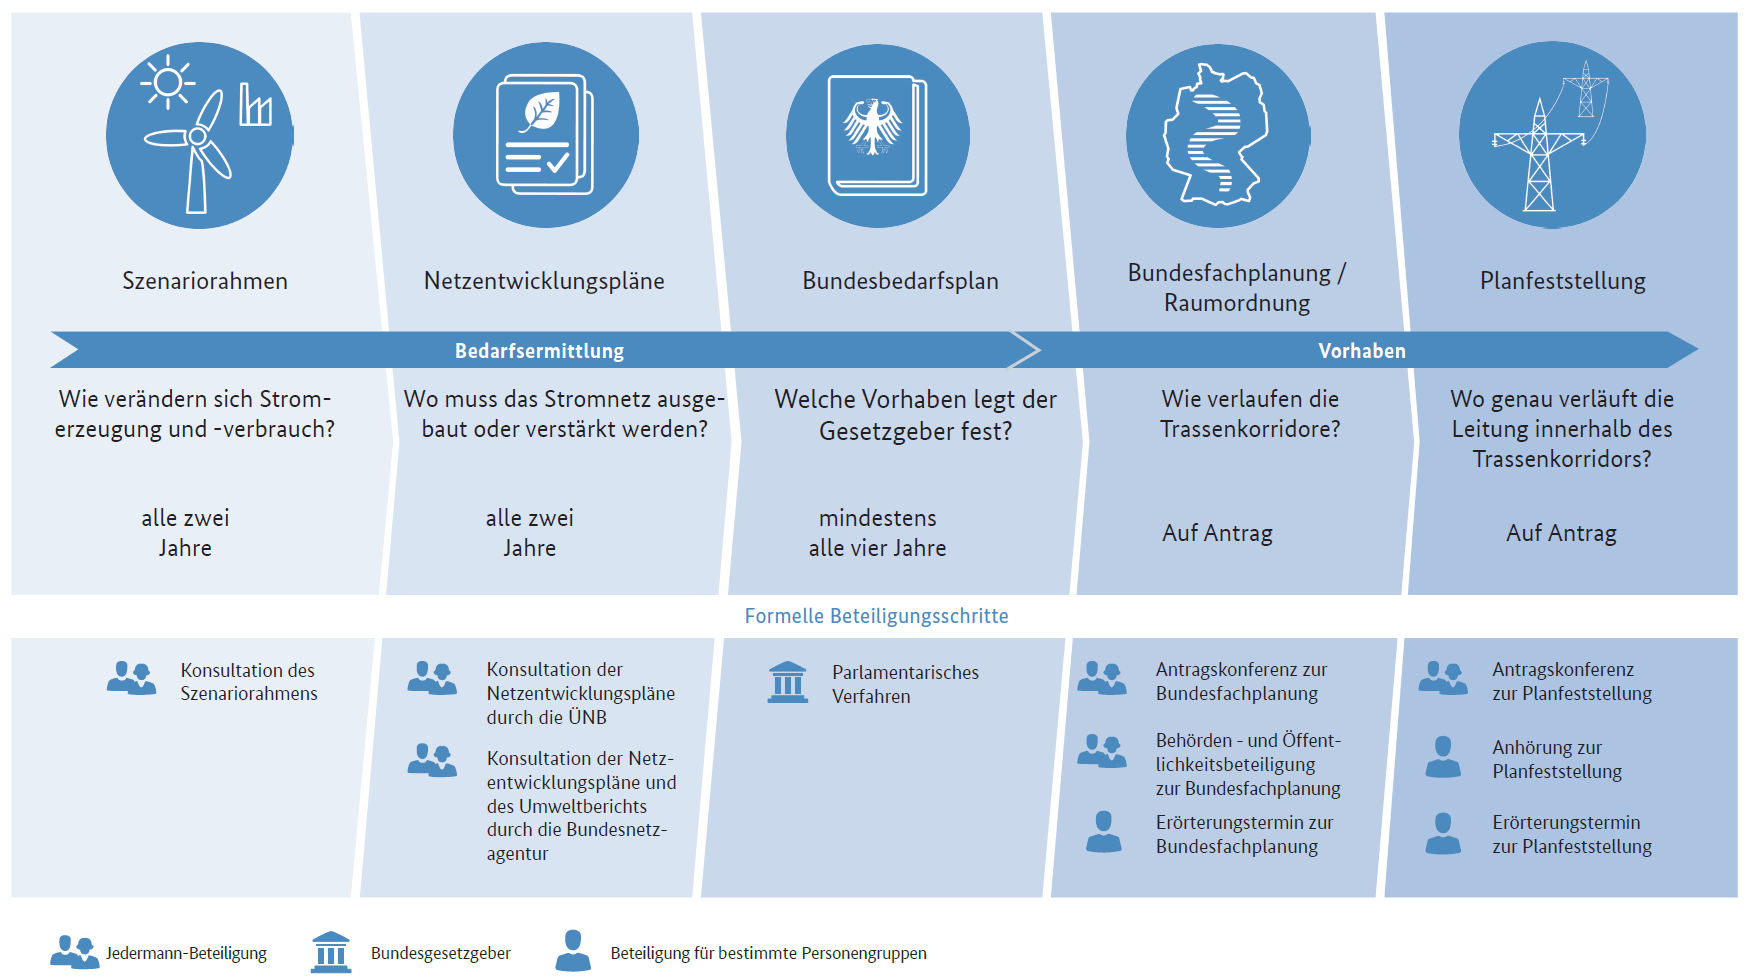 Szenariorahmen
Netzentwicklungspläne
Bundesbedarfsplan
Bundesfachplanung /
Raumordnung
Planfeststellung
Bedarfsermittlung
Vorhaben
Wie verändern sich Strom-
erzeugung und -verbrauch?
Wo muss das Stromnetz ausge-
baut oder verstärkt werden?
Welche Vorhaben legt der
Gesetzgeber fest?
Wie verlaufen die
Trassenkorridore?
Wo genau verläuft die
Leitung innerhalb des
Trassenkorridors?
alle zwei
Jahre
alle zwei
Jahre
mindestens
alle vier Jahre
Auf Antrag
Auf Antrag
Formelle Beteiligungsschritte
Konsultation des
Szenariorahmens
Konsultation der
Netzentwicklungspläne
durch die ÜNB
Konsultation der Netz-
entwicklungspläne und
des Umweltberichts
durch die Bundesnetz-
agentur
Parlamentarisches
Verfahren
Antragskonferenz zur
Bundesfachplanung
Behörden - und Öffent-
lichkeitsbeteiligung
zur Bundesfachplanung
Erörterungstermin zur
Bundesfachplanung
Antragskonferenz
zur Planfeststellung
Anhörung zur
Planfeststellung
Erörterungstermin
zur Planfeststellung
Jedermann-Beteiligung
Bundesgesetzgeber
Beteiligung für bestimmte Personengruppen